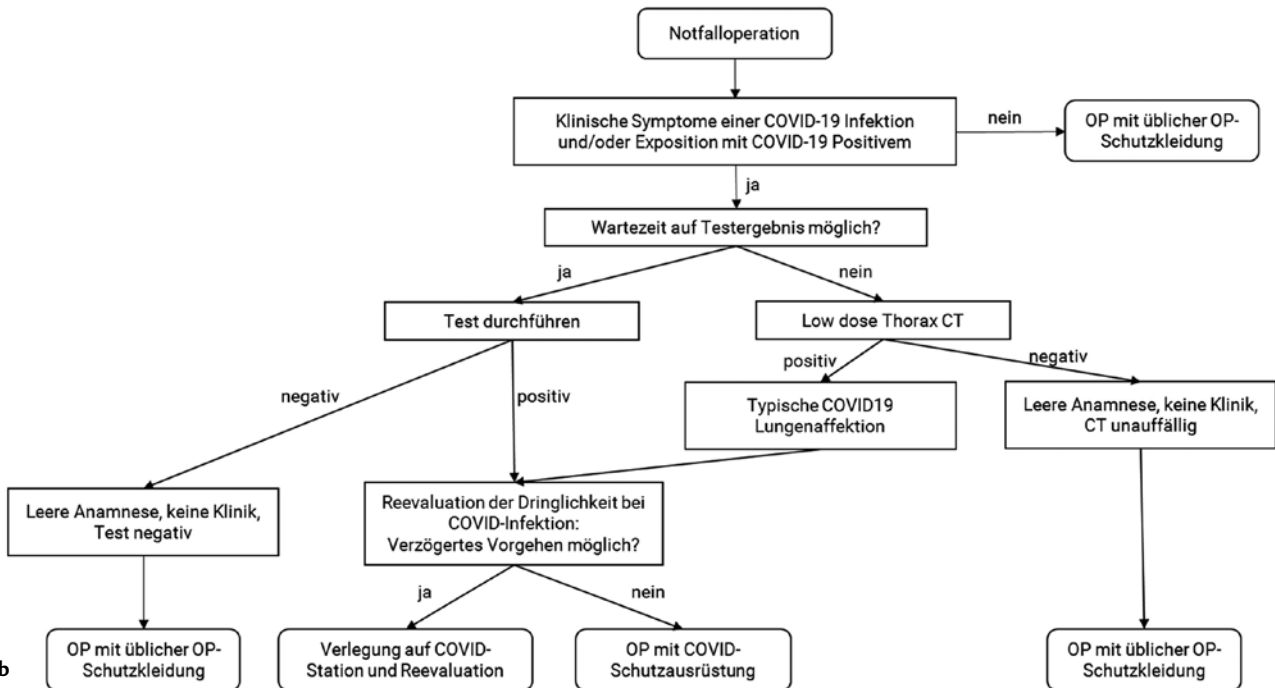 Notfalloperation
Klinische Symptome einer COVID-19 Infektion
und/oder Exposition mit COVID-19 Positivem
nein
OP mit üblicher OP-
Schutzkleidung
ja
Wartezeit auf Testergebnis möglich?
ja
nein
Test durchführen
Low dose Thorax CT
negativ
positiv
positiv
negativ
Typische COVID19
Lungenaffektion
Leere Anamnese, keine Klinik,
CT unauffällig
Leere Anamnese, keine Klinik,
Test negativ
Reevaluation der Dringlichkeit bei
COVID-Infektion:
Verzögertes Vorgehen möglich?
ja
nein
OP mit üblicher OP-
Schutzkleidung
Verlegung auf COVID-
Station und Reevaluation
OP mit COVID-
Schutzausrüstung
OP mit üblicher OP-
Schutzkleidung
b